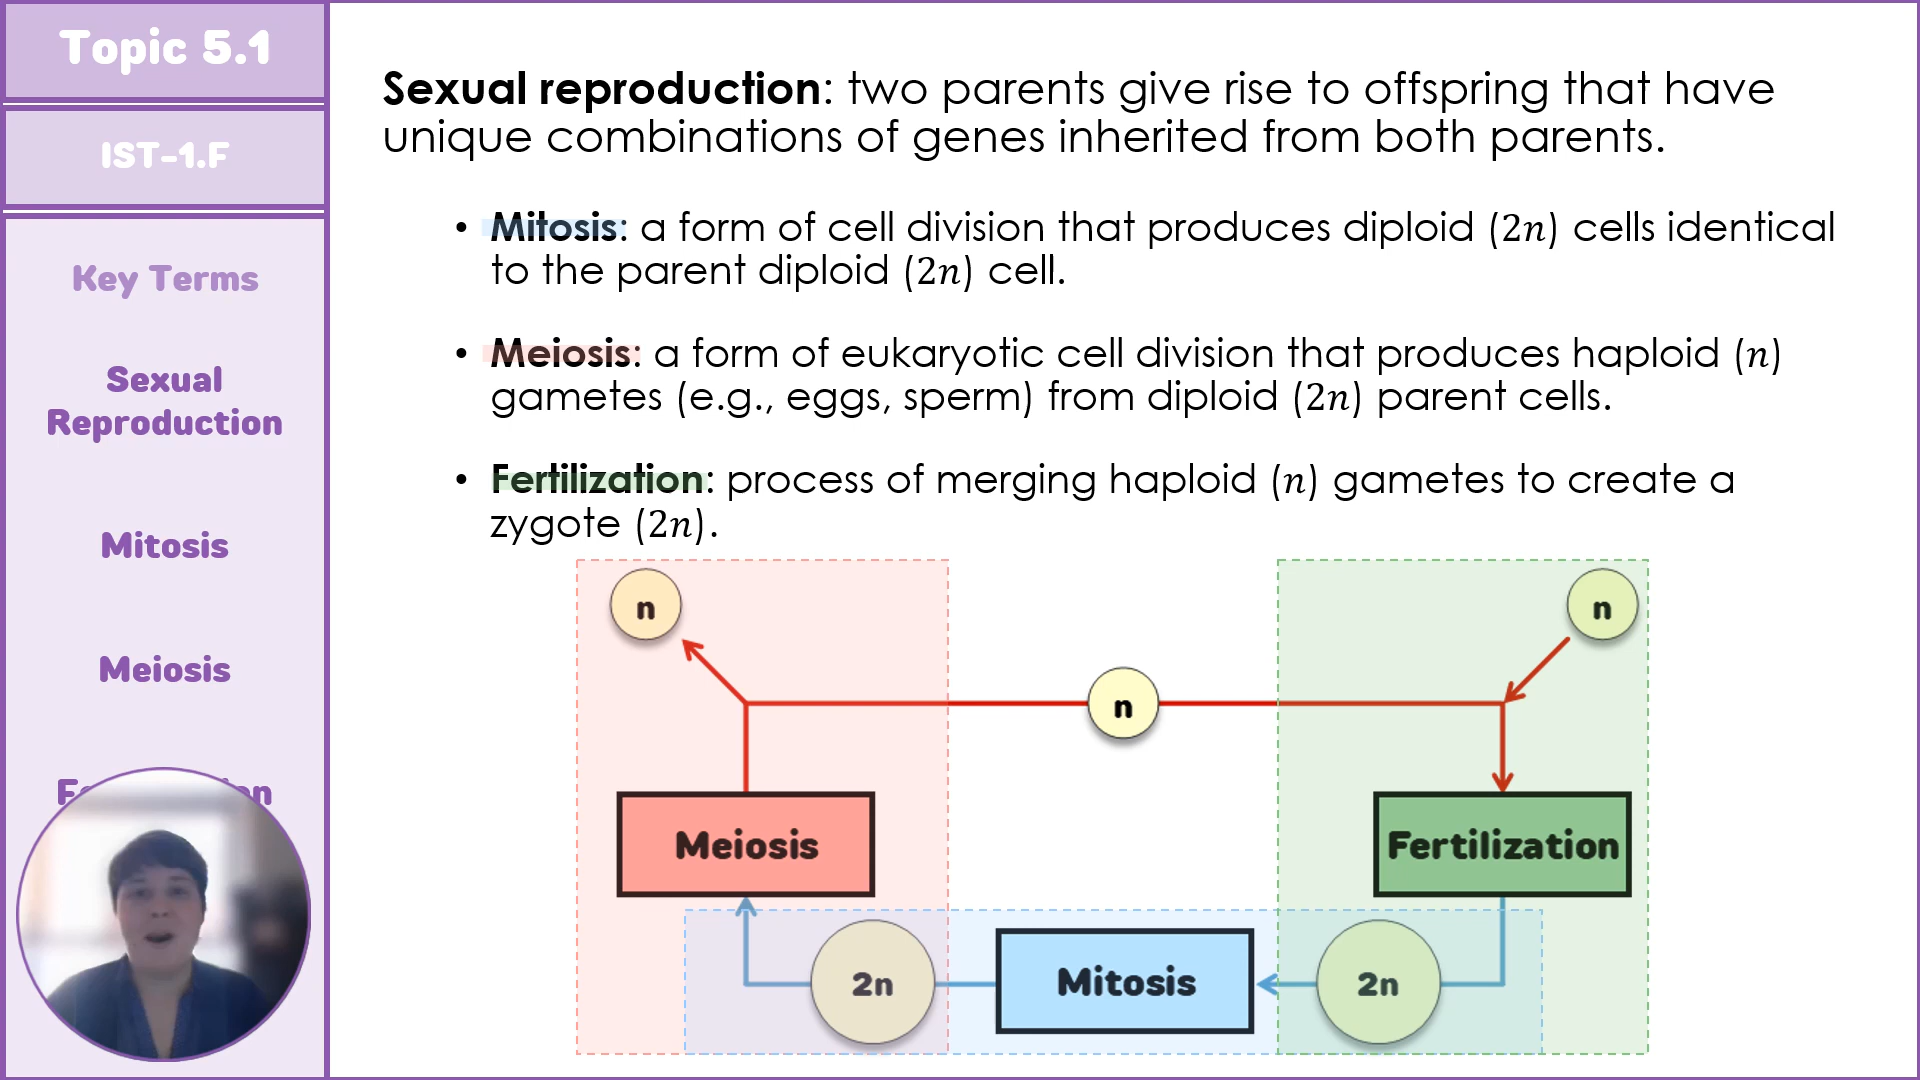 Topic 5.1
IST-1.F
Key Terms
Sexual
Reproduction
Mitosis
Meiosis
Sexual reproduction: two parents give rise to offspring that have
unique combinations of genes inherited from both parents.
• Mitosis: a form of cell division that produces diploid (2n) cells identical
to the parent diploid (2n) cell.
• Meiosis: a form of eukaryotic cell division that produces haploid (n)
gametes (e.g., eggs, sperm) from diploid (2n) parent cells.
• Fertilization: process of merging haploid (n) gametes to create a
zygote (2n).
n
n
n
Meiosis
Fertilization
2n
Mitosis
2n